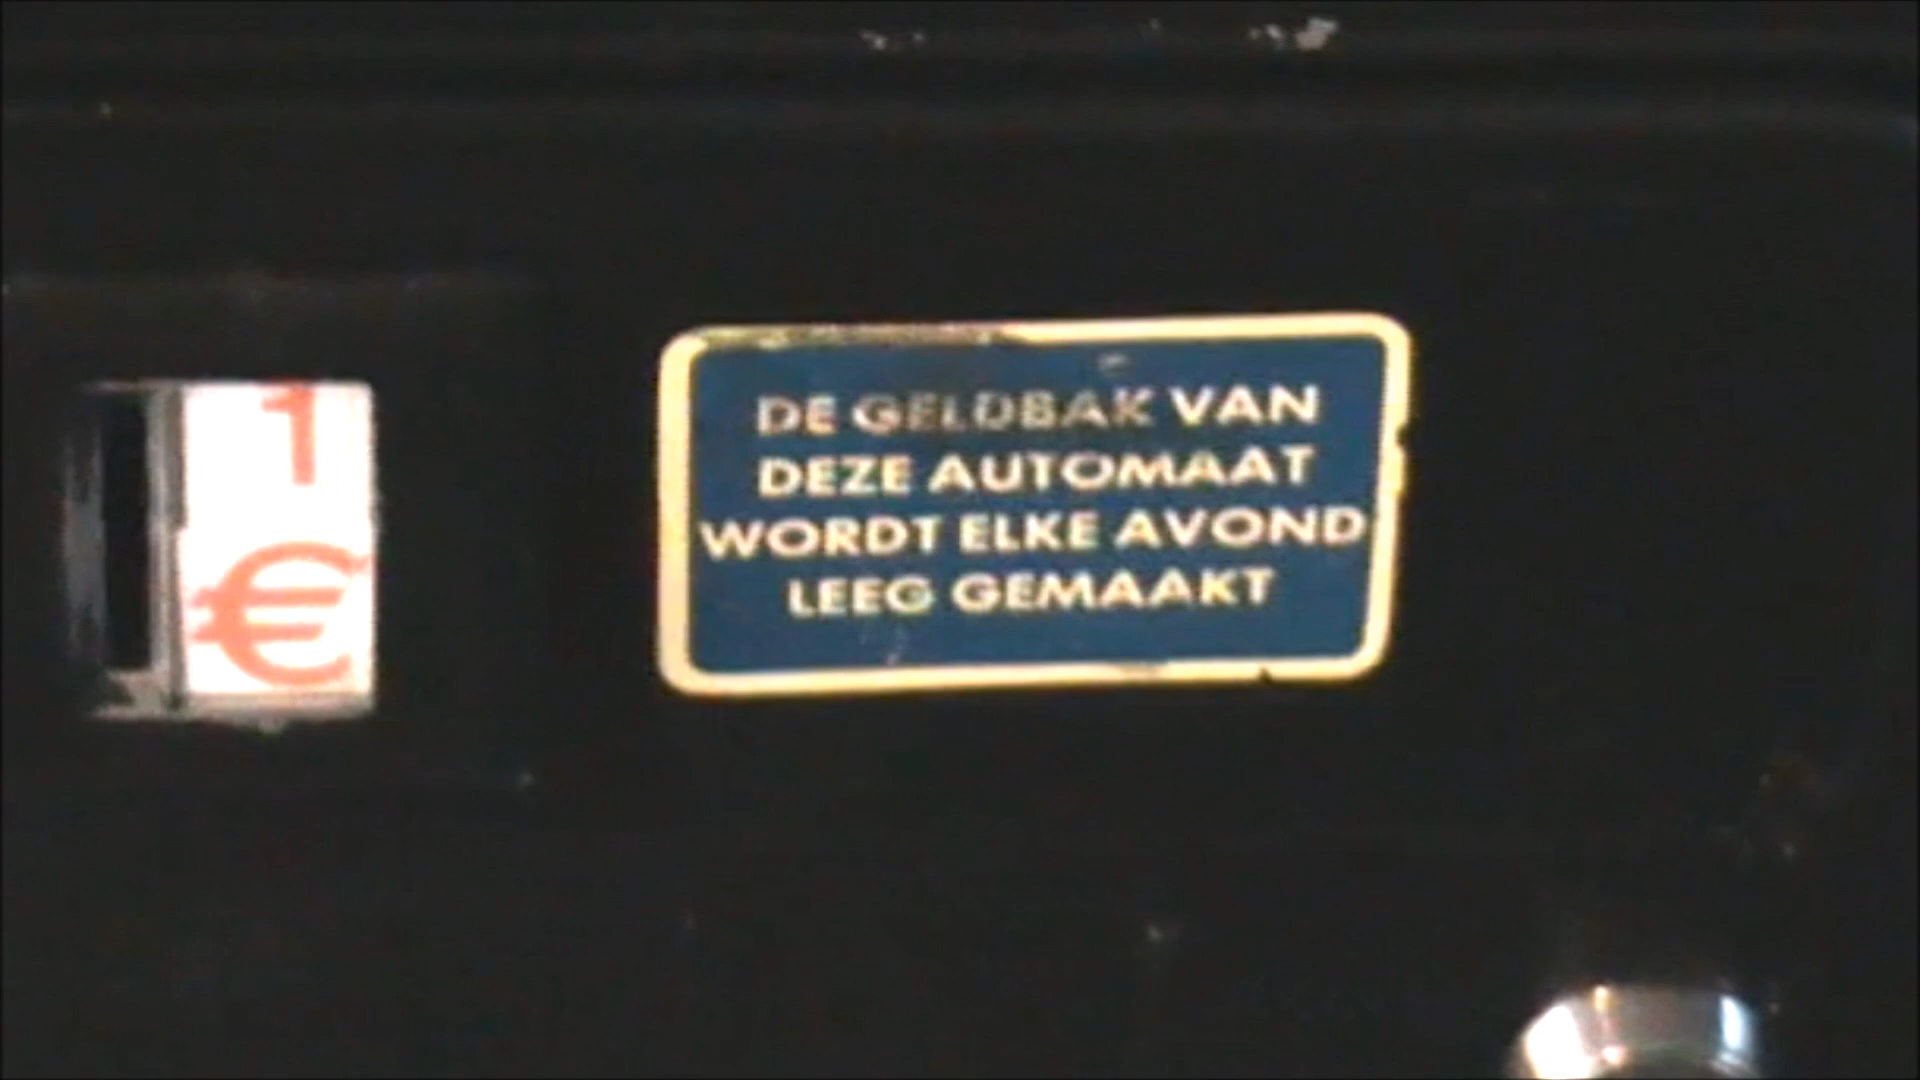 1
€
DE GELDBAK VAN
DEZE AUTOMAAT
WORDT ELKE AVOND
LEEG GEMAAKT